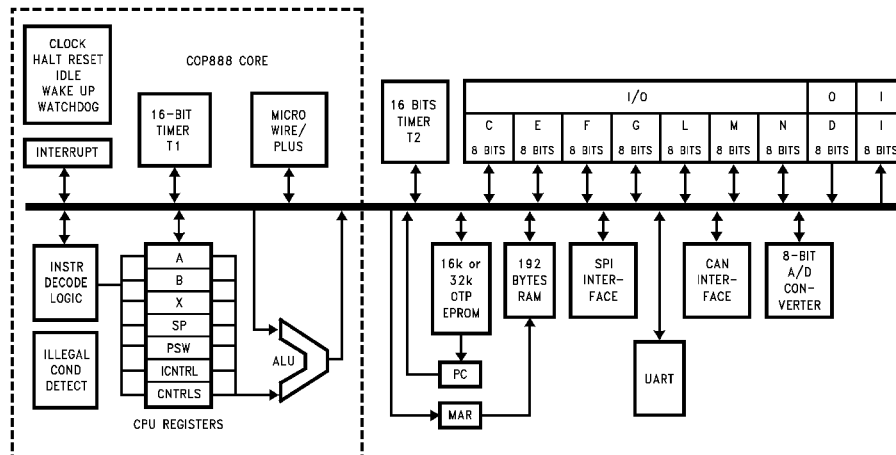 CLOCK
HALT RESET
IDLE
WAKE UP
WATCHDOG
INTERRUPT
COP888 CORE
16-BIT
TIMER
T1
MICRO
WIRE/
PLUS
16 BITS
TIMER
T2
I/O O I
C E F G L M N D I
8 BITS 8 BITS 8 BITS 8 BITS 8 BITS 8 BITS 8 BITS 8 BITS 8 BITS
INSTR
DECODE
LOGIC
ILLEGAL
COND
DETECT
A
B
X
SP
PSW
ICNTRL
CNTRLS
CPU REGISTERS
ALU
16k or
32k
OTP
EPROM
PC
MAR
192
BYTES
RAM
SPI
INTER-
FACE
UART
CAN
INTER-
FACE
8-BIT
A/D
CON-
VERTER